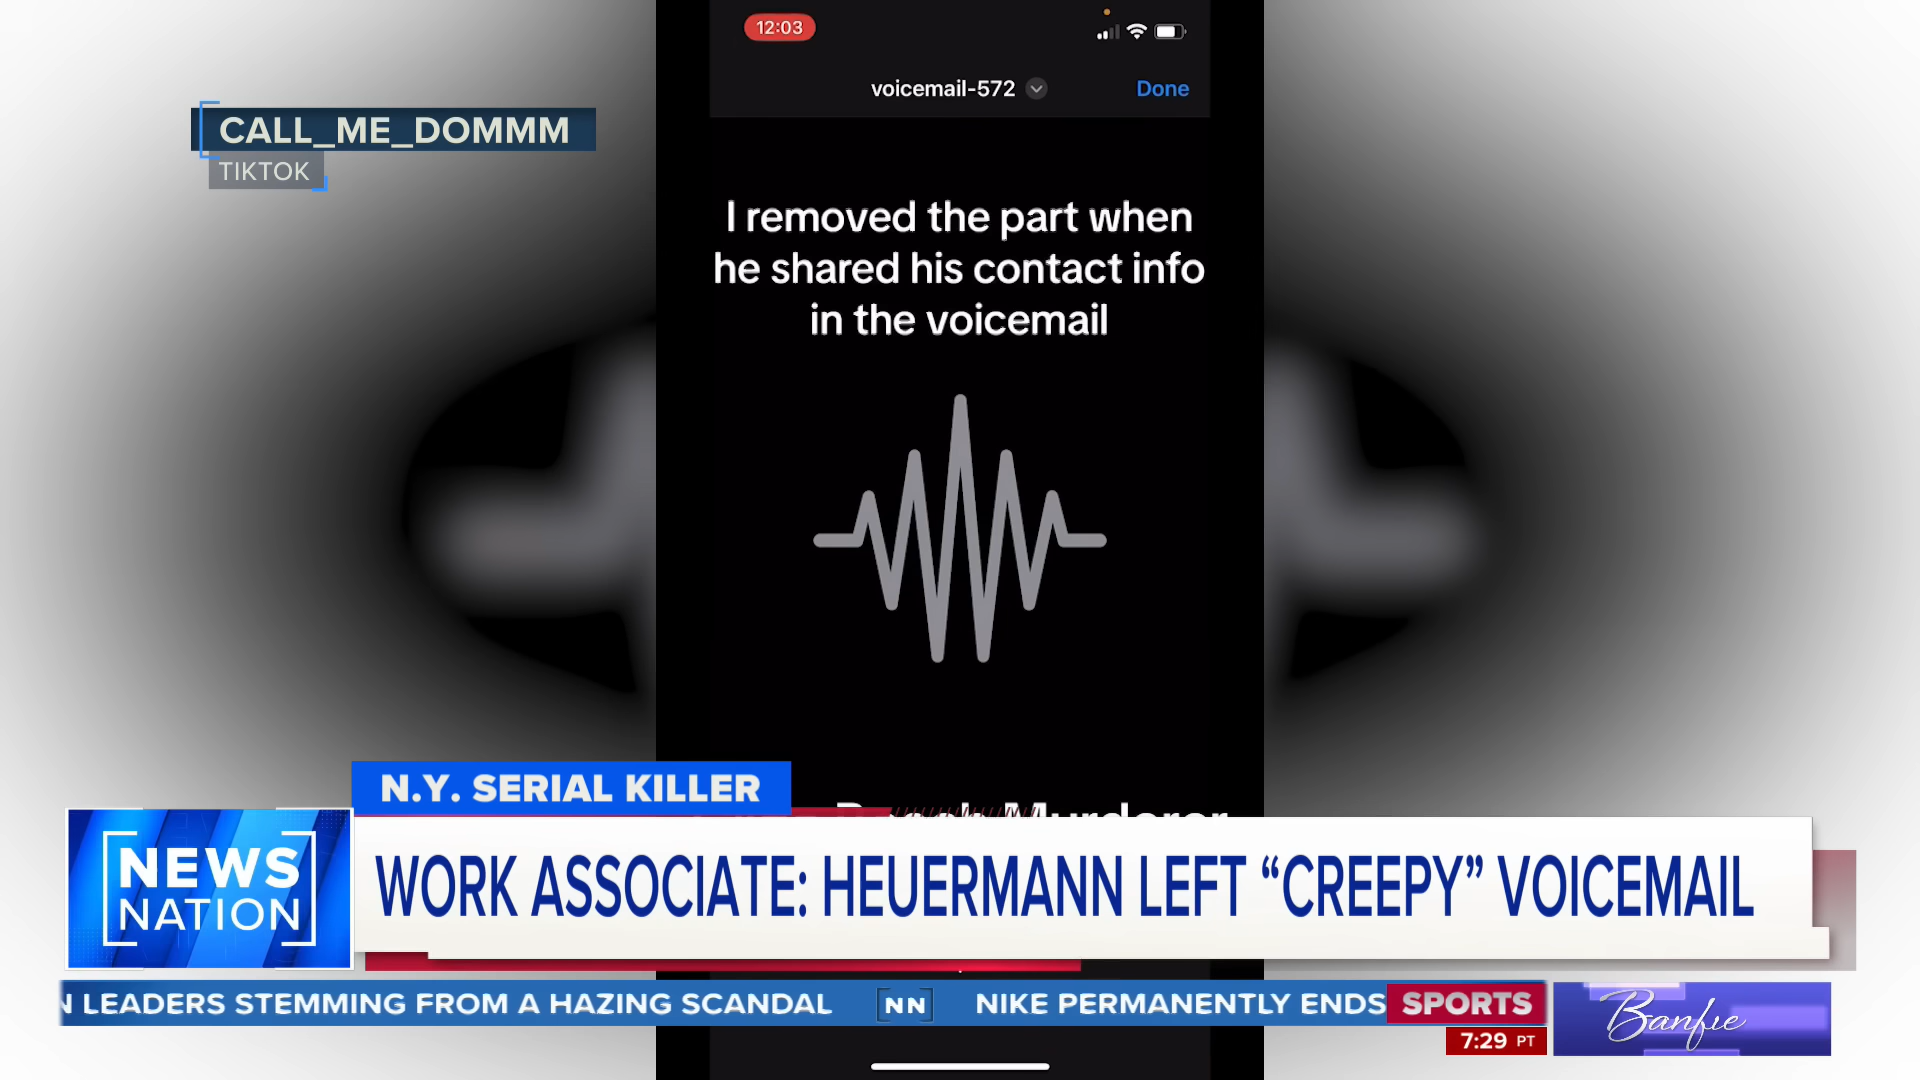 12:03
voicemail-572
Done
CALL_ME_DOMMM
TIKTOK
I removed the part when
he shared his contact info
in the voicemail
N.Y. SERIAL KILLER
Murderer
NEWS
NATION
WORK ASSOCIATE: HEUERMANN LEFT “CREEPY” VOICEMAIL
N LEADERS STEMMING FROM A HAZING SCANDAL
NN
NIKE PERMANENTLY ENDS
SPORTS
7:29 PT
Banfie